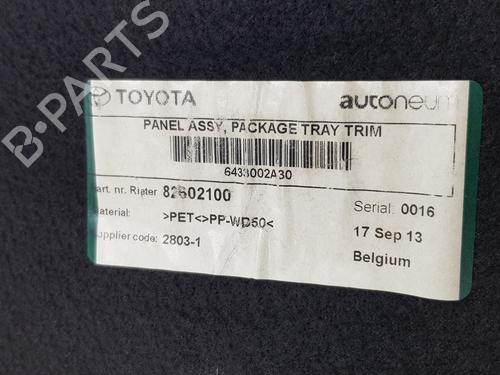 B-PARTS
TOYOTA
autoneum
PANEL ASSY, PACKAGE TRAY TRIM
6433002A30
art. nr. Rieter 82602100
Serial: 0016
aterial: >PET<>PP-WD50<
17 Sep 13
upplier code: 2803-1
Belgium